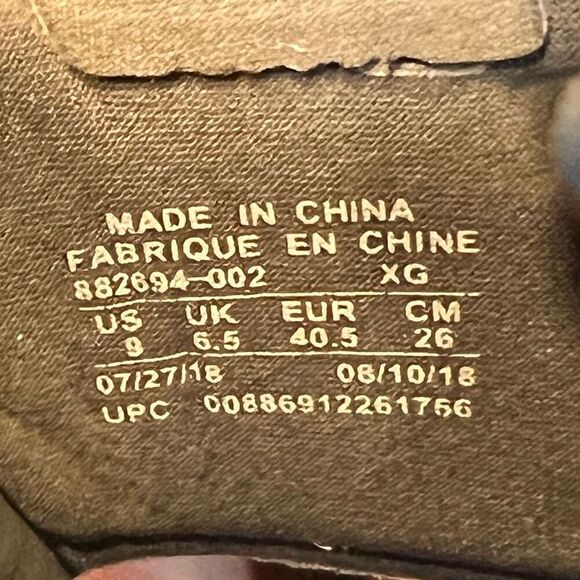 MADE IN CHINA
FABRIQUE EN CHINE
882694-002 XG
US UK EUR CM
9 6.5 40.5 26
07/27/18 08/10/18
UPC 00886912261766